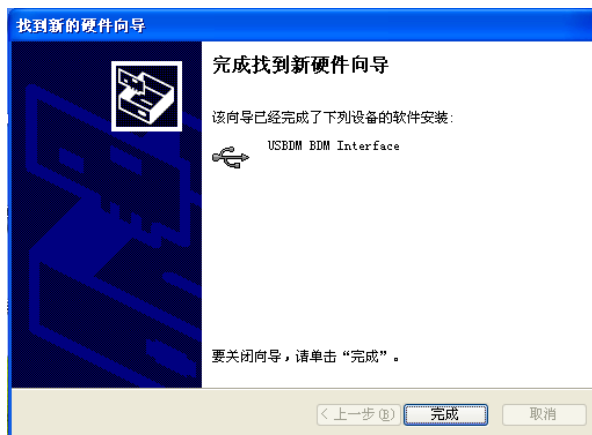 找到新的硬件向导
完成找到新硬件向导
该向导已经完成了下列设备的软件安装:
USBDM BDM Interface
要关闭向导，请单击“完成”。
< 上一步(B)
完成
取消